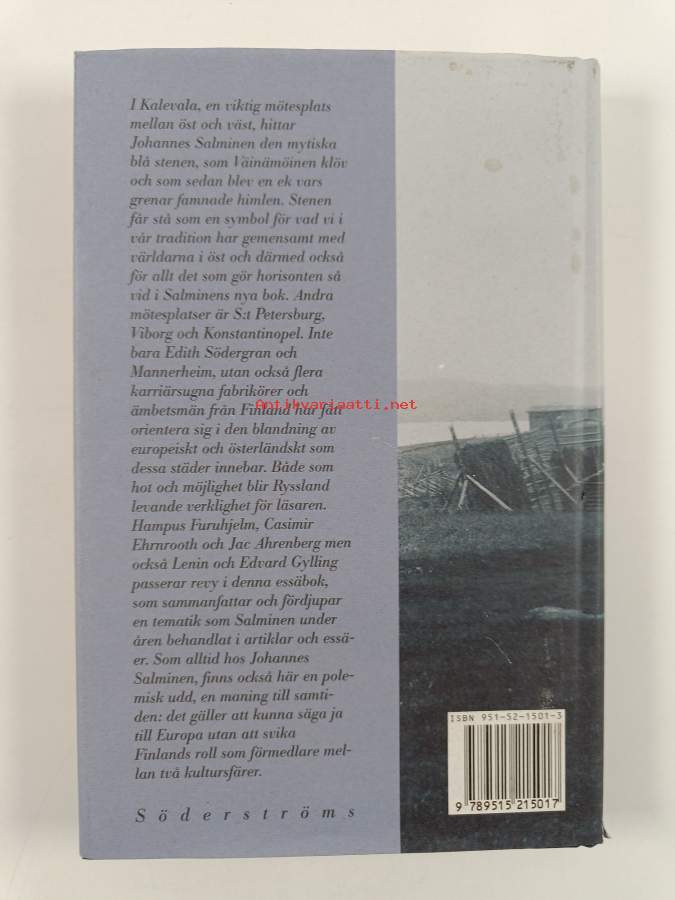 I Kalevala, en viktig mötesplats
mellan öst och väst, hittar
Johannes Salminen den mytiska
blå stenen, som Väinämöinen klöv
och som sedan blev en ek vars
grenar famnade himlen. Stenen
får stå som en symbol för vad vi i
vår tradition har gemensamt med
världarna i öst och därmed också
för allt det som gör horisonten så
vid i Salminens nya bok. Andra
mötesplatser är S:t Petersburg,
Viborg och Konstantinopel. Inte
bara Edith Södergran och
Mannerheim, utan också flera
karriärsugna fabrikörer och
Antikvariaatti.net
ämbetsmän från Finland har fått
orientera sig i den blandning av
europeiskt och österländskt som
dessa städer innebar. Både som
hot och möjlighet blir Ryssland
levande verklighet för läsaren.
Hampus Furuhjelm, Casimir
Ehrnrooth och Jac Ahrenberg men
också Lenin och Edvard Gylling
passerar revy i denna essäbok,
som sammanfattar och fördjupar
en tematik som Salminen under
åren behandlat i artiklar och essä-
er. Som alltid hos Johannes
Salminen, finns också här en pole-
misk udd, en maning till samti-
den: det gäller att kunna säga ja
till Europa utan att svika
Finlands roll som förmedlare mel-
lan två kultursfärer.
Söderströms
ISBN 951-52-1501-3
9 789515 215017